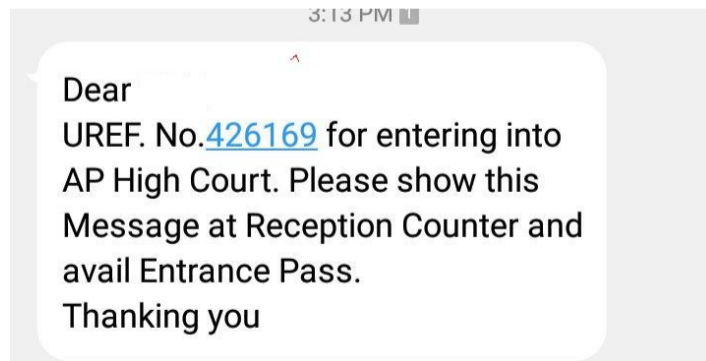 3:13 PM 1
Dear
UREF. No.426169 for entering into
AP High Court. Please show this
Message at Reception Counter and
avail Entrance Pass.
Thanking you